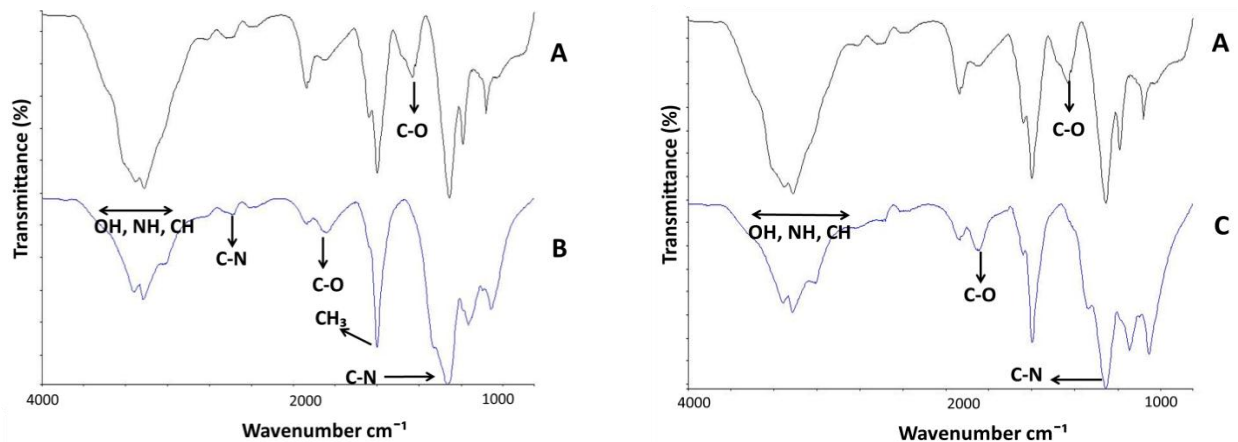 Transmittance (%)
A
C-O
OH, NH, CH
B
C-N
C-O
CH₃
C-N
4000
2000
1000
Wavenumber cm⁻¹
Transmittance (%)
A
C-O
OH, NH, CH
C
C-O
C-N
4000
2000
1000
Wavenumber cm⁻¹